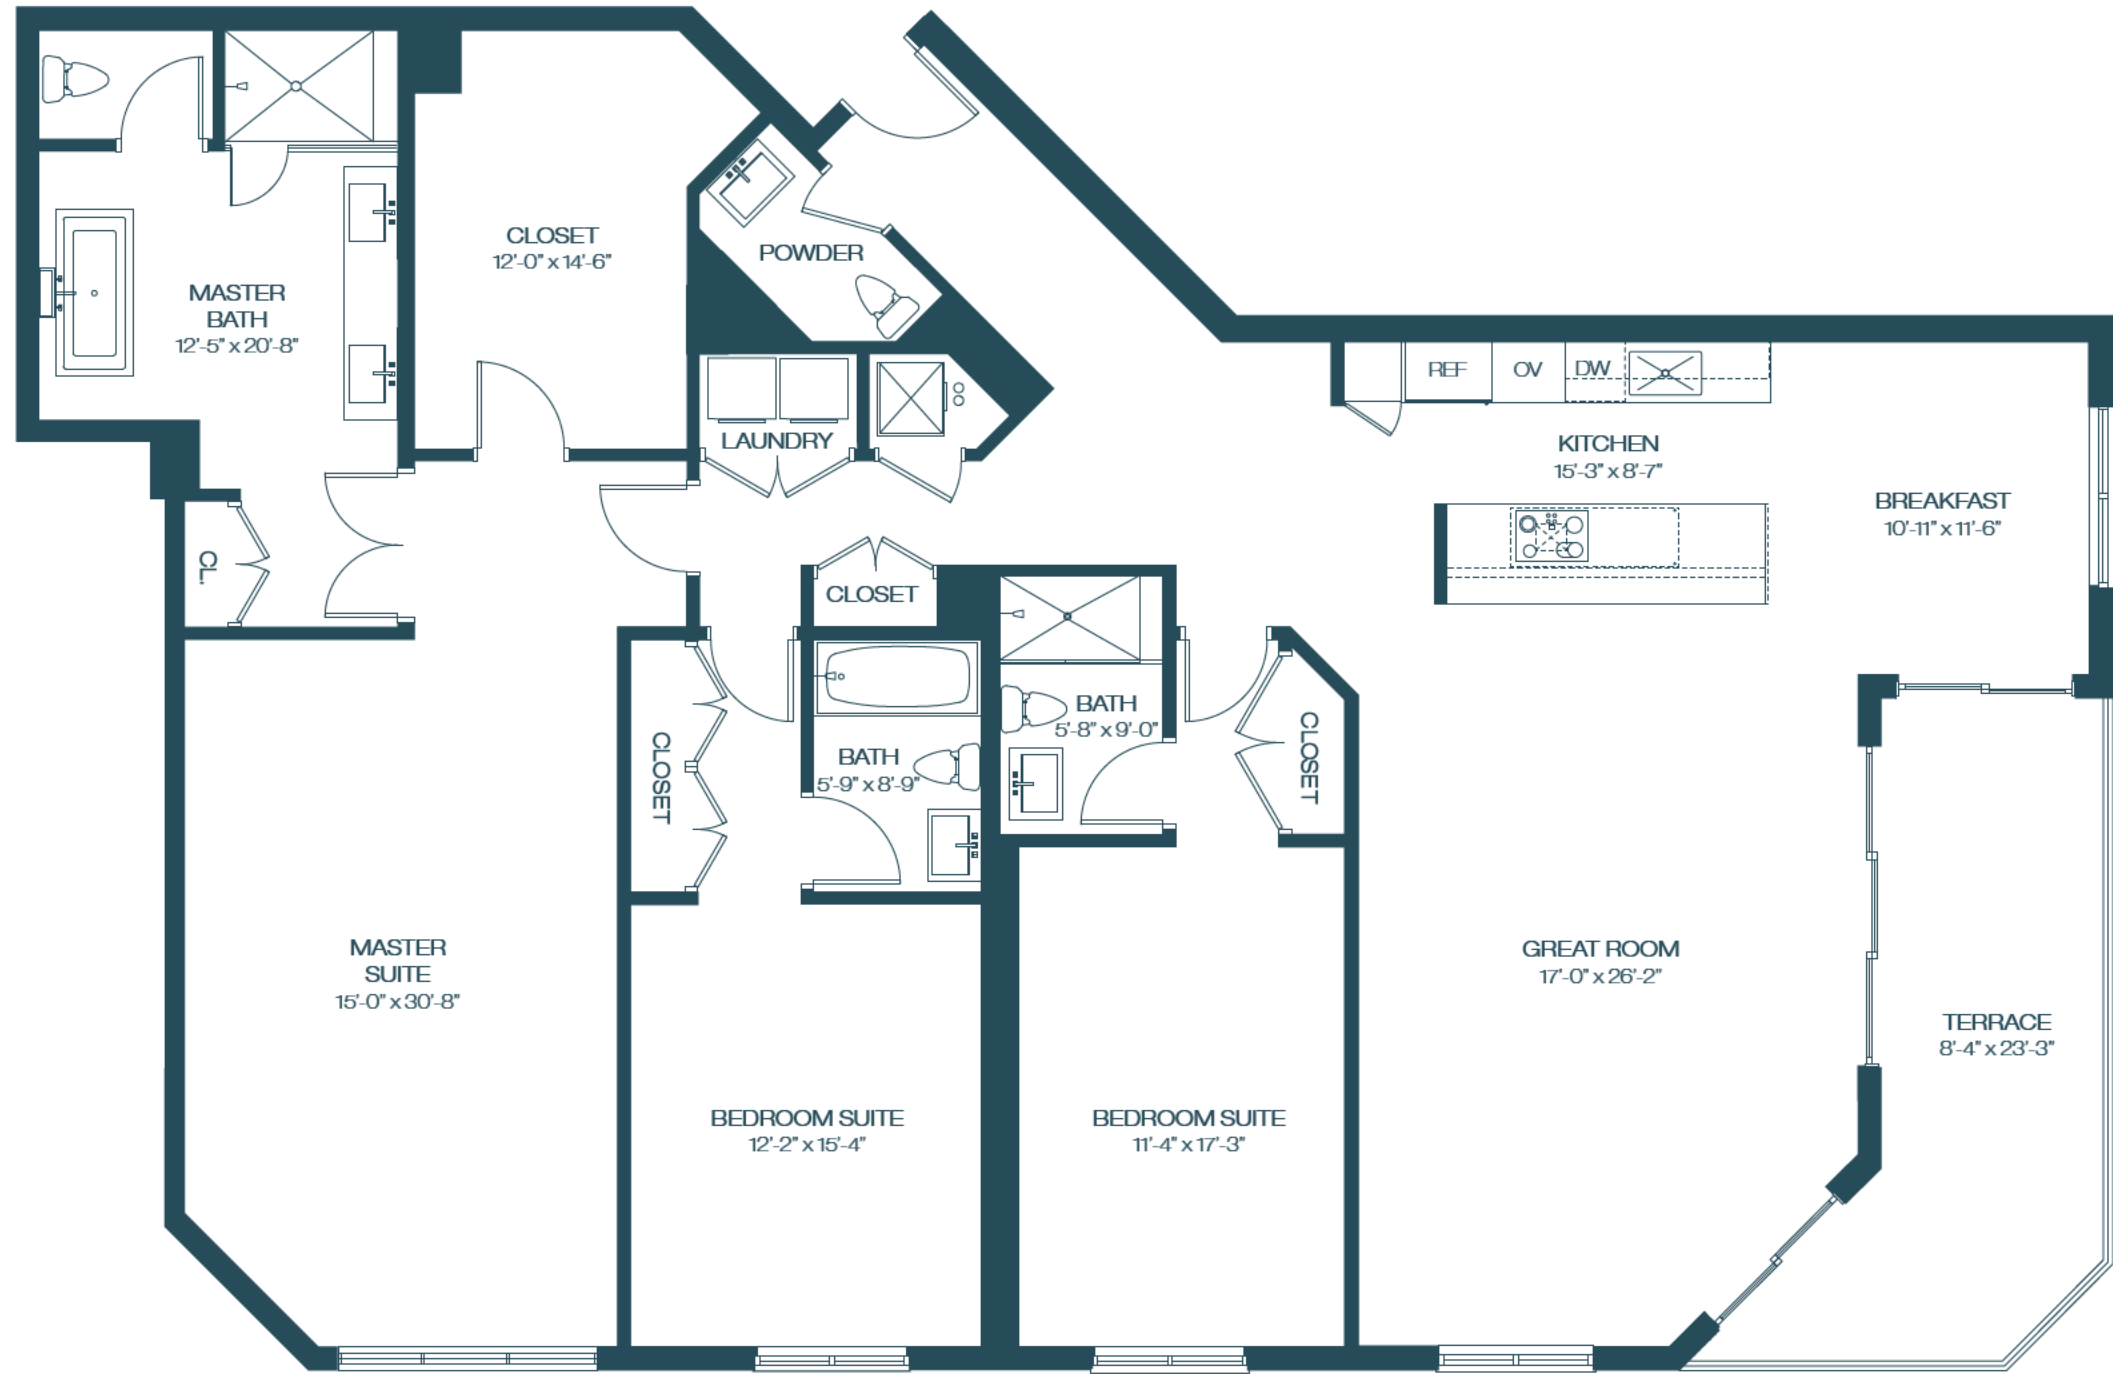 CLOSET
12'-0" x 14'-6"
POWDER
MASTER
BATH
12'-5" x 20'-8"
REF
OV
DW
LAUNDRY
KITCHEN
15'-3" x 8'-7"
BREAKFAST
10'-11" x 11'-6"
CL.
CLOSET
BATH
5'-8" x 9'-0"
CLOSET
CLOSET
BATH
5'-9" x 8'-9"
MASTER
SUITE
15'-0" x 30'-8"
GREAT ROOM
17'-0" x 26'-2"
TERRACE
8'-4" x 23'-3"
BEDROOM SUITE
12'-2" x 15'-4"
BEDROOM SUITE
11'-4" x 17'-3"